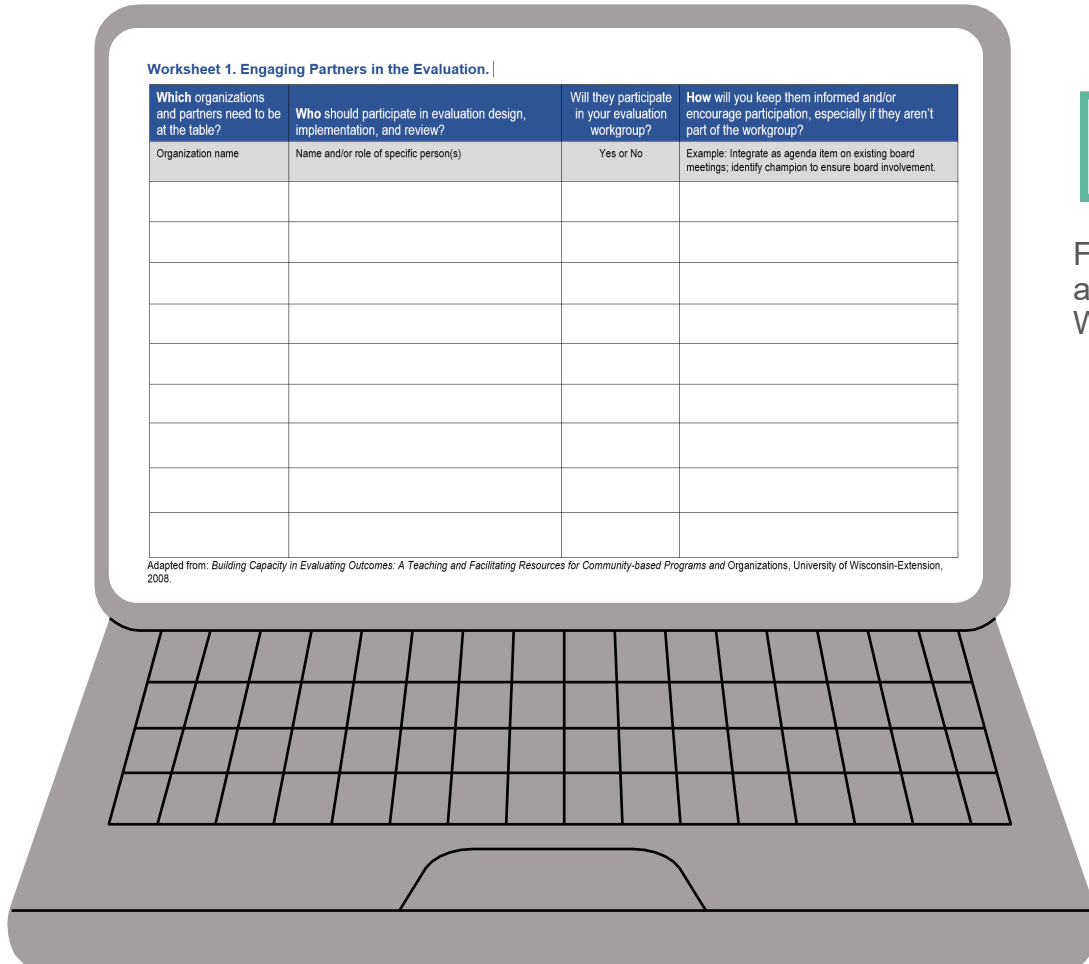 Worksheet 1. Engaging Partners in the Evaluation.
Which organizations
and partners need to be
at the table?
Who should participate in evaluation design,
implementation, and review?
Will they participate
in your evaluation
workgroup?
How will you keep them informed and/or
encourage participation, especially if they aren’t
part of the workgroup?
Organization name
Name and/or role of specific person(s)
Yes or No
Example: Integrate as agenda item on existing board
meetings; identify champion to ensure board involvement.
Adapted from: Building Capacity in Evaluating Outcomes: A Teaching and Facilitating Resources for Community-based Programs and Organizations, University of Wisconsin-Extension,
2008.